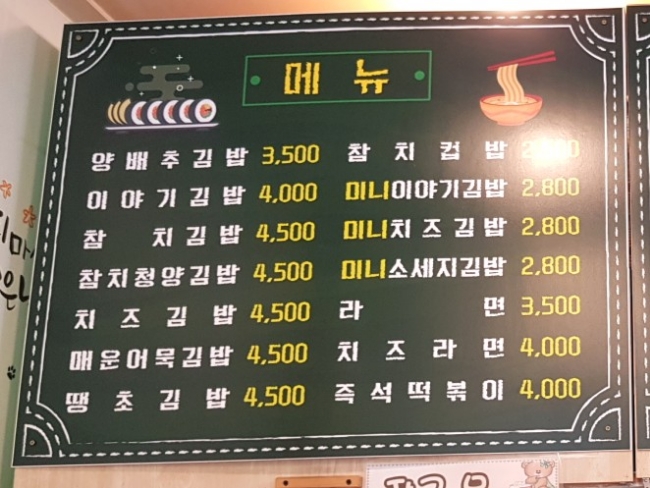 메뉴
양배추김밥 3,500
이야기김밥 4,000
참치김밥 4,500
참치청양김밥 4,500
치즈김밥 4,500
매운어묵김밥 4,500
땡초김밥 4,500
참치컵밥
미니이야기김밥 2,800
미니치즈김밥 2,800
미니소세지김밥 2,800
라면 3,500
치즈라면 4,000
즉석떡볶이 4,000